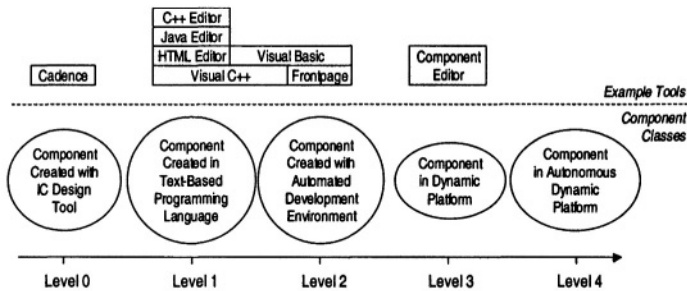 C++ Editor
Java Editor
HTML Editor
Visual Basic
Visual C++
Frontpage
Cadence
Component
Editor
Example Tools
Component
Classes
Component
Created with
IC Design
Tool
Component
Created in
Text-Based
Programming
Language
Component
Created with
Automated
Development
Environment
Component
in Dynamic
Platform
Component
in Autonomous
Dynamic
Platform
Level 0
Level 1
Level 2
Level 3
Level 4